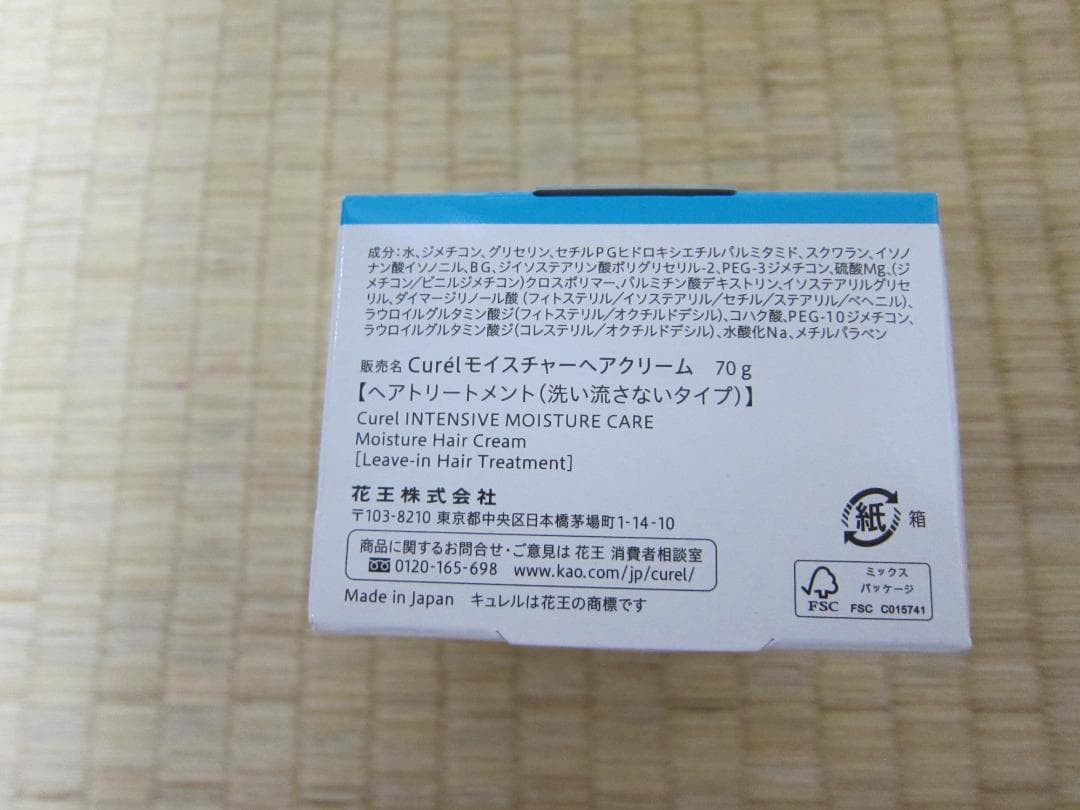 成分：水、ジメチコン、グリセリン、セチルPGヒドロキシエチルパルミタミド、スクワラン、イソノ
ナン酸イソノニル、BG、ジイソステアリン酸ポリグリセリル-2、PEG-3ジメチコン、硫酸Mg、（ジ
メチコン/ビニルジメチコン）クロスポリマー、パルミチン酸デキストリン、イソステアリルグリセ
リル、ダイマージリノール酸（フィトステリル/イソステアリル/セチル/ステアリル/ベヘニル）、
ラウロイルグルタミン酸ジ（フィトステリル/オクチルドデシル）、コハク酸、PEG-10ジメチコン、
ラウロイルグルタミン酸ジ（コレステリル/オクチルドデシル）、水酸化Na、メチルパラベン
販売名 Curélモイスチャーヘアクリーム 70g
【ヘアトリートメント（洗い流さないタイプ）】
Curel INTENSIVE MOISTURE CARE
Moisture Hair Cream
[Leave-in Hair Treatment]
花王株式会社
〒103-8210 東京都中央区日本橋茅場町1-14-10
商品に関するお問合せ・ご意見は 花王 消費者相談室
0120-165-698 www.kao.com/jp/curel/
Made in Japan キュレルは花王の商標です
紙 箱
ミックス
パッケージ
FSC FSC C015741